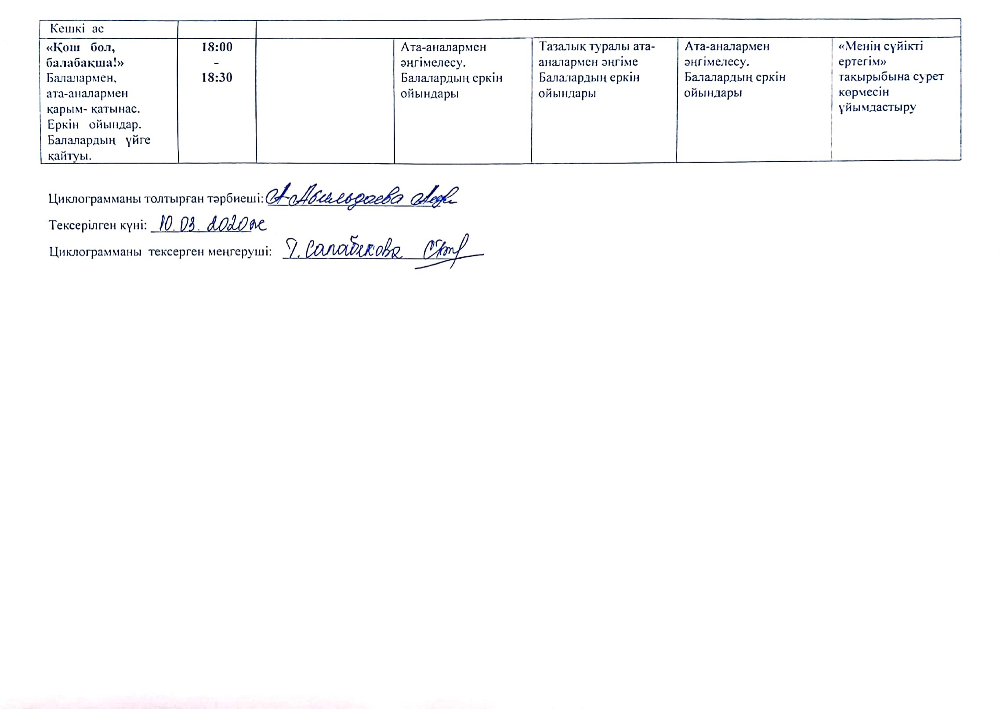 Кешкі ас
«Қош бол,
балабақша!»
Балалармен,
ата-аналармен
қарым- қатынас.
Еркін ойындар.
Балалардың үйге
қайтуы.
18:00
-
18:30
Ата-аналармен
әңгімелесу.
Балалардың еркін
ойындары
Тазалық туралы ата-
аналармен әңгіме
Балалардың еркін
ойындары
Ата-аналармен
әңгімелесу.
Балалардың еркін
ойындары
«Менің сүйікті
ертегім»
тақырыбына сурет
көрмесін
ұйымдастыру
Циклограмманы толтырған тәрбиеші: А Абильдаева
Тексерілген күні: 10.03.2020ж
Циклограмманы тексерген меңгеруші: Т. Сапабекова